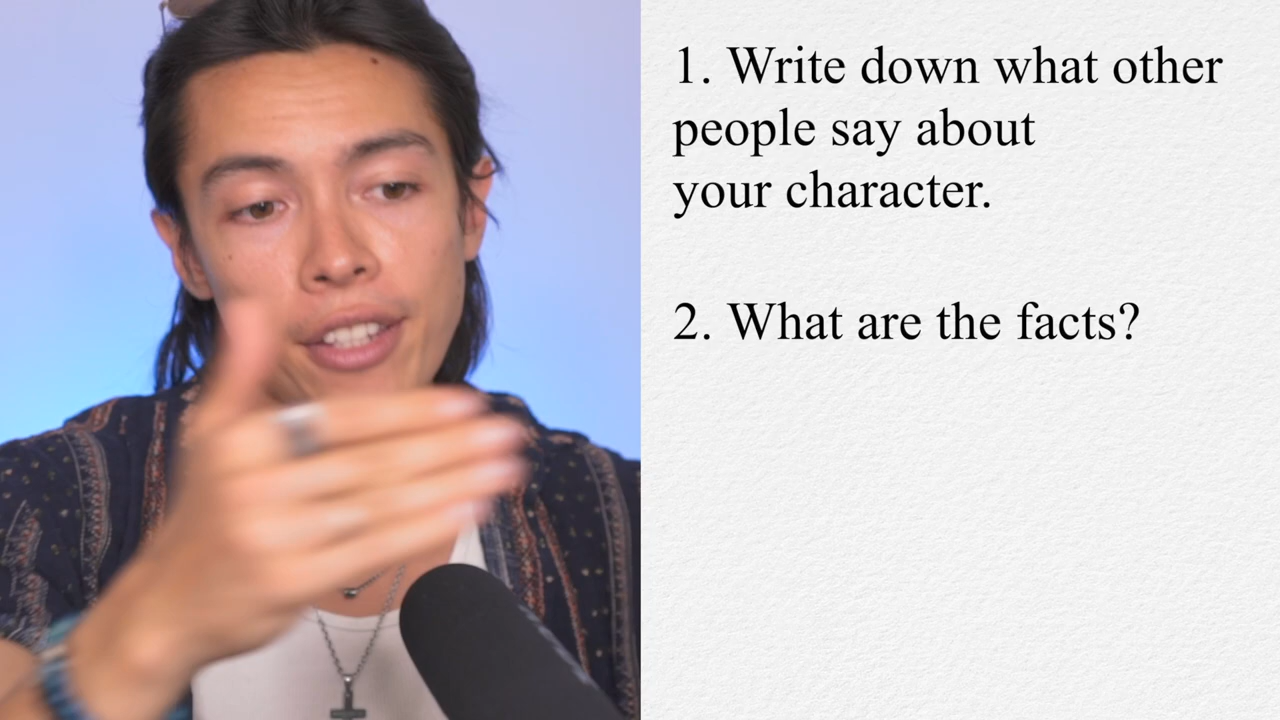 1. Write down what other
people say about
your character.
2. What are the facts?